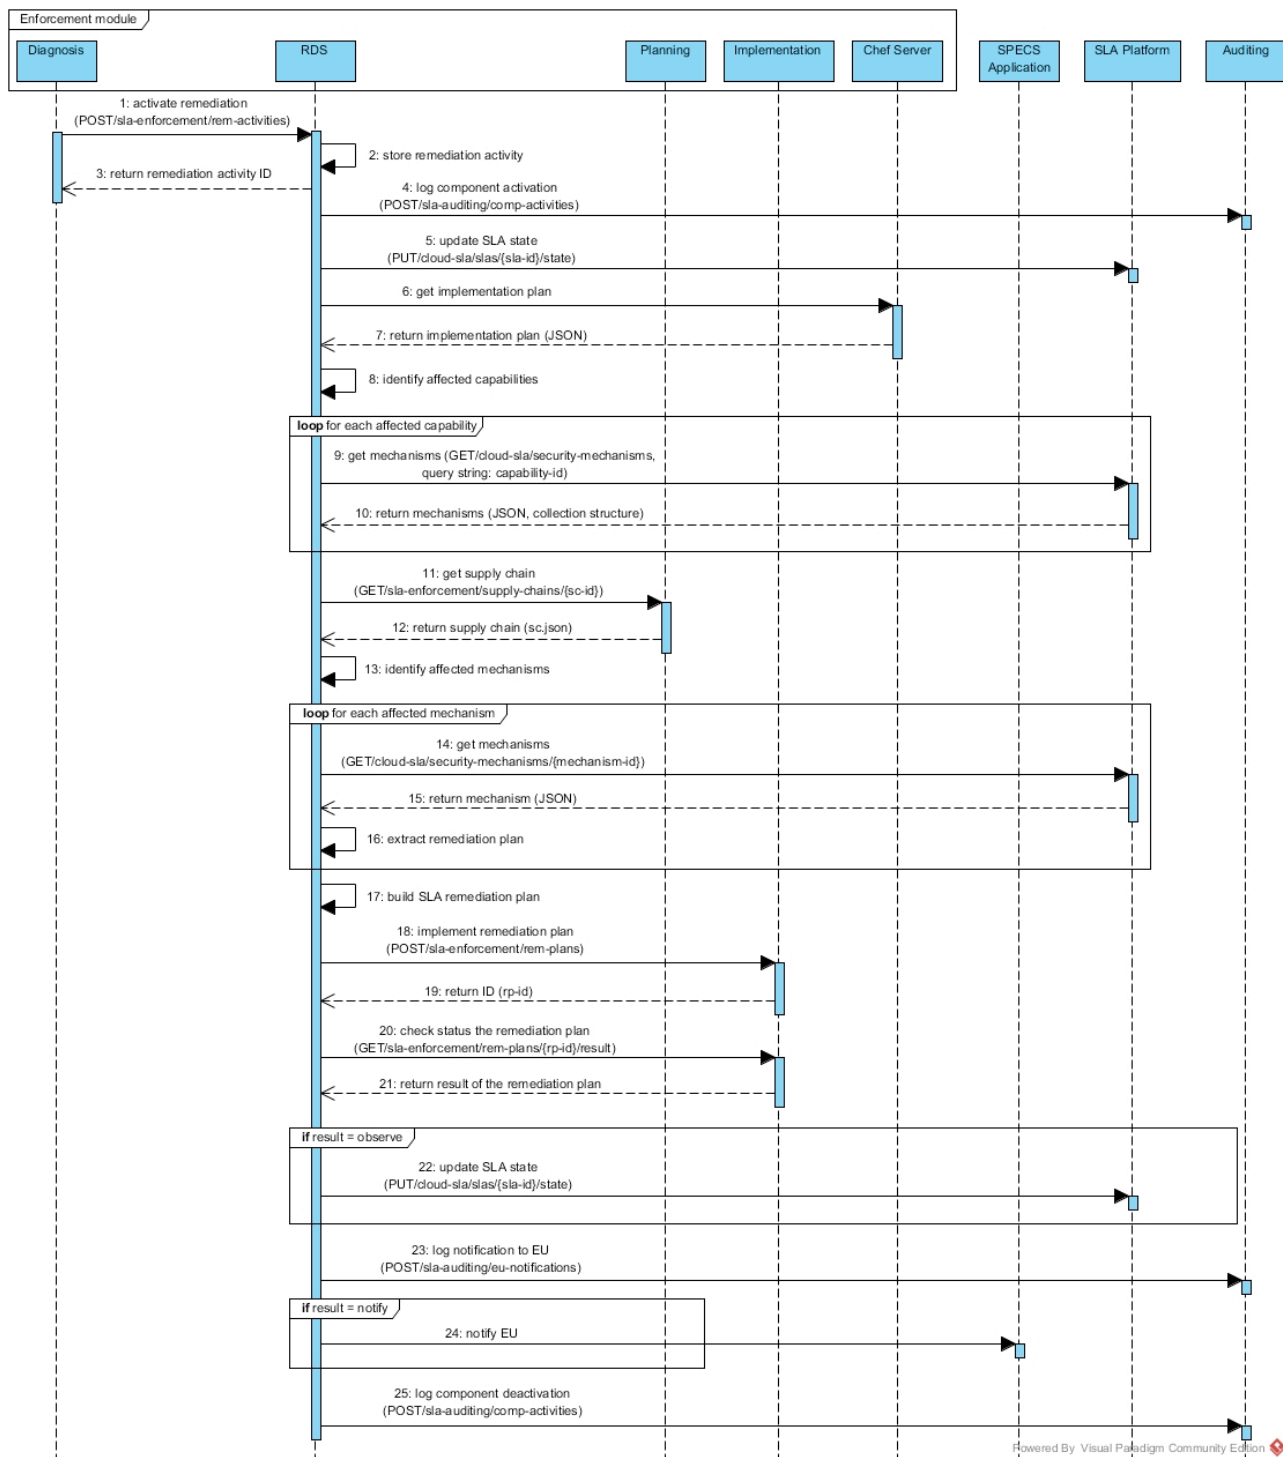 Enforcement module
Diagnosis
RDS
Planning
Implementation
Chef Server
SPECS
Application
SLA Platform
Auditing
1: activate remediation
(POST/sla-enforcement/rem-activities)
2: store remediation activity
3: return remediation activity ID
4: log component activation
(POST/sla-auditing/comp-activities)
5: update SLA state
(PUT/cloud-sla/slas/{sla-id}/state)
6: get implementation plan
7: return implementation plan (JSON)
8: identify affected capabilities
loop for each affected capability
9: get mechanisms (GET/cloud-sla/security-mechanisms,
query string: capability-id)
10: return mechanisms (JSON, collection structure)
11: get supply chain
(GET/sla-enforcement/supply-chains/{sc-id})
12: return supply chain (sc.json)
13: identify affected mechanisms
loop for each affected mechanism
14: get mechanisms
(GET/cloud-sla/security-mechanisms/{mechanism-id})
15: return mechanism (JSON)
16: extract remediation plan
17: build SLA remediation plan
18: implement remediation plan
(POST/sla-enforcement/rem-plans)
19: return ID (rp-id)
20: check status the remediation plan
(GET/sla-enforcement/rem-plans/{rp-id}/result)
21: return result of the remediation plan
if result = observe
22: update SLA state
(PUT/cloud-sla/slas/{sla-id}/state)
23: log notification to EU
(POST/sla-auditing/eu-notifications)
if result = notify
24: notify EU
25: log component deactivation
(POST/sla-auditing/comp-activities)
Powered By Visual Paradigm Community Edition